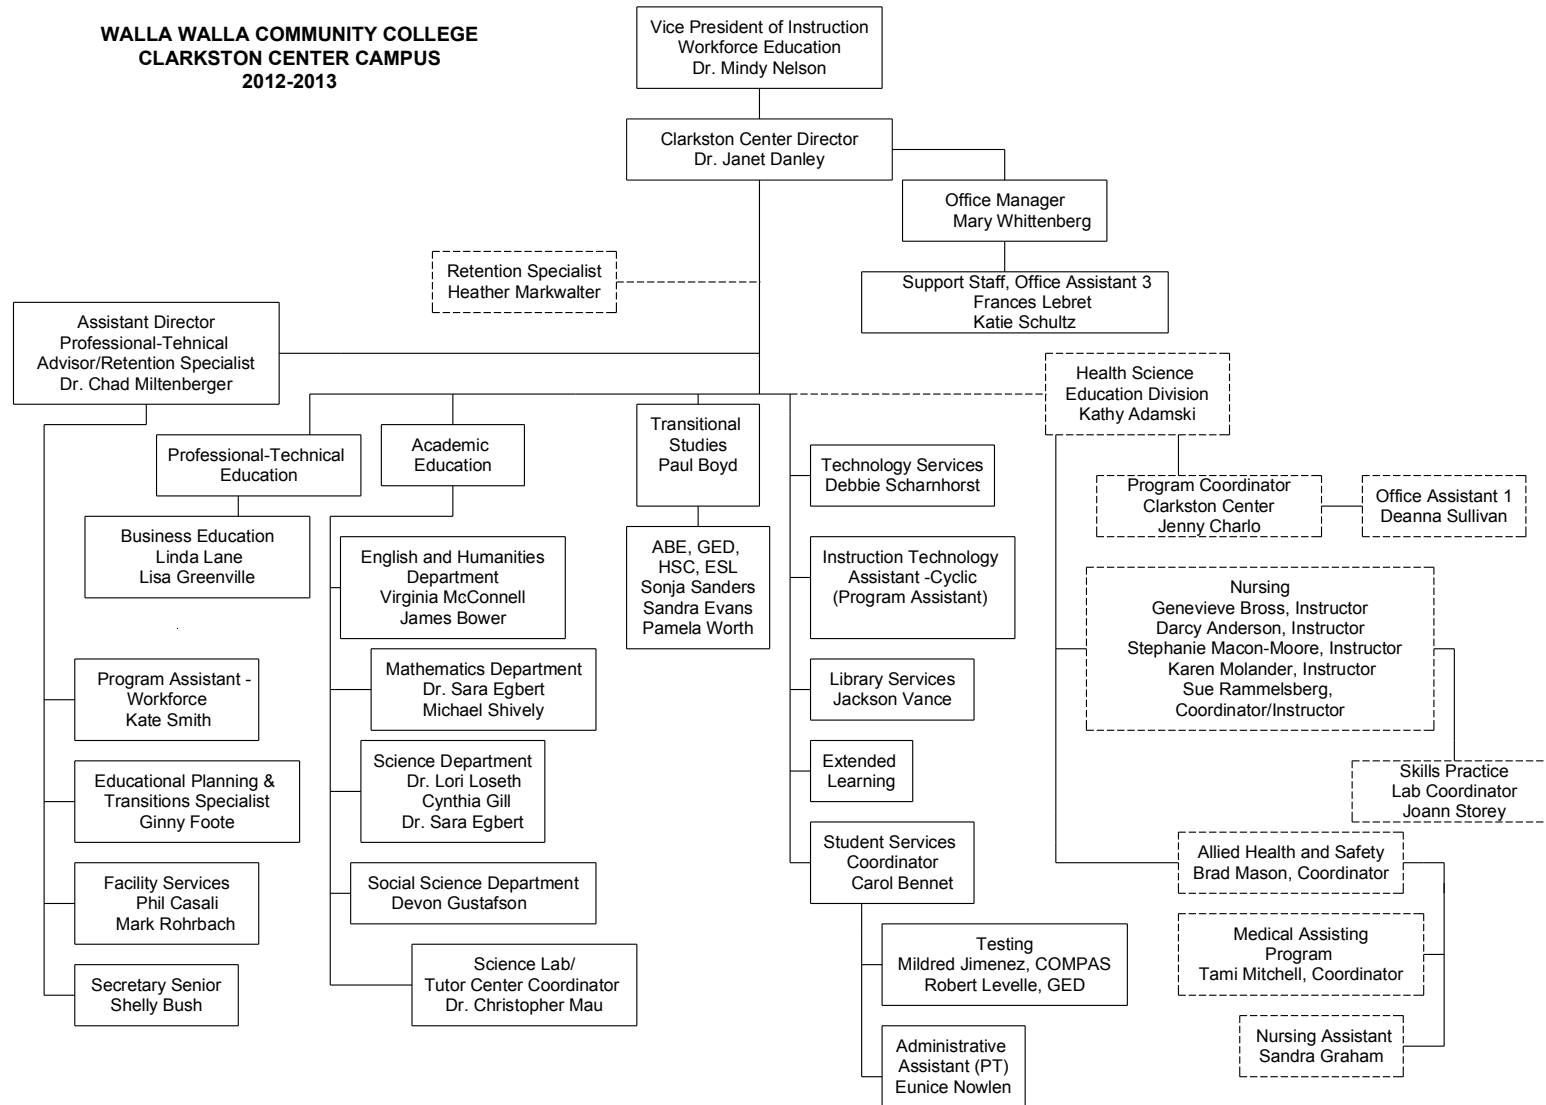 WALLA WALLA COMMUNITY COLLEGE
CLARKSTON CENTER CAMPUS
2012-2013
Vice President of Instruction
Workforce Education
Dr. Mindy Nelson
Clarkston Center Director
Dr. Janet Danley
Office Manager
Mary Whittenberg
Retention Specialist
Heather Markwalter
Support Staff, Office Assistant 3
Frances Lebret
Katie Schultz
Assistant Director
Professional-Tehnical
Advisor/Retention Specialist
Dr. Chad Miltenberger
Health Science
Education Division
Kathy Adamski
Professional-Technical
Education
Academic
Education
Transitional
Studies
Paul Boyd
Technology Services
Debbie Scharnhorst
Program Coordinator
Clarkston Center
Jenny Charlo
Office Assistant 1
Deanna Sullivan
Business Education
Linda Lane
Lisa Greenville
English and Humanities
Department
Virginia McConnell
James Bower
ABE, GED,
HSC, ESL
Sonja Sanders
Sandra Evans
Pamela Worth
Instruction Technology
Assistant -Cyclic
(Program Assistant)
Nursing
Genevieve Bross, Instructor
Darcy Anderson, Instructor
Stephanie Macon-Moore, Instructor
Karen Molander, Instructor
Sue Rammelsberg,
Coordinator/Instructor
Program Assistant -
Workforce
Kate Smith
Mathematics Department
Dr. Sara Egbert
Michael Shively
Library Services
Jackson Vance
Educational Planning &
Transitions Specialist
Ginny Foote
Science Department
Dr. Lori Loseth
Cynthia Gill
Dr. Sara Egbert
Extended
Learning
Skills Practice
Lab Coordinator
Joann Storey
Facility Services
Phil Casali
Mark Rohrbach
Social Science Department
Devon Gustafson
Student Services
Coordinator
Carol Bennet
Allied Health and Safety
Brad Mason, Coordinator
Secretary Senior
Shelly Bush
Science Lab/
Tutor Center Coordinator
Dr. Christopher Mau
Testing
Mildred Jimenez, COMPAS
Robert Levelle, GED
Medical Assisting
Program
Tami Mitchell, Coordinator
Administrative
Assistant (PT)
Eunice Nowlen
Nursing Assistant
Sandra Graham